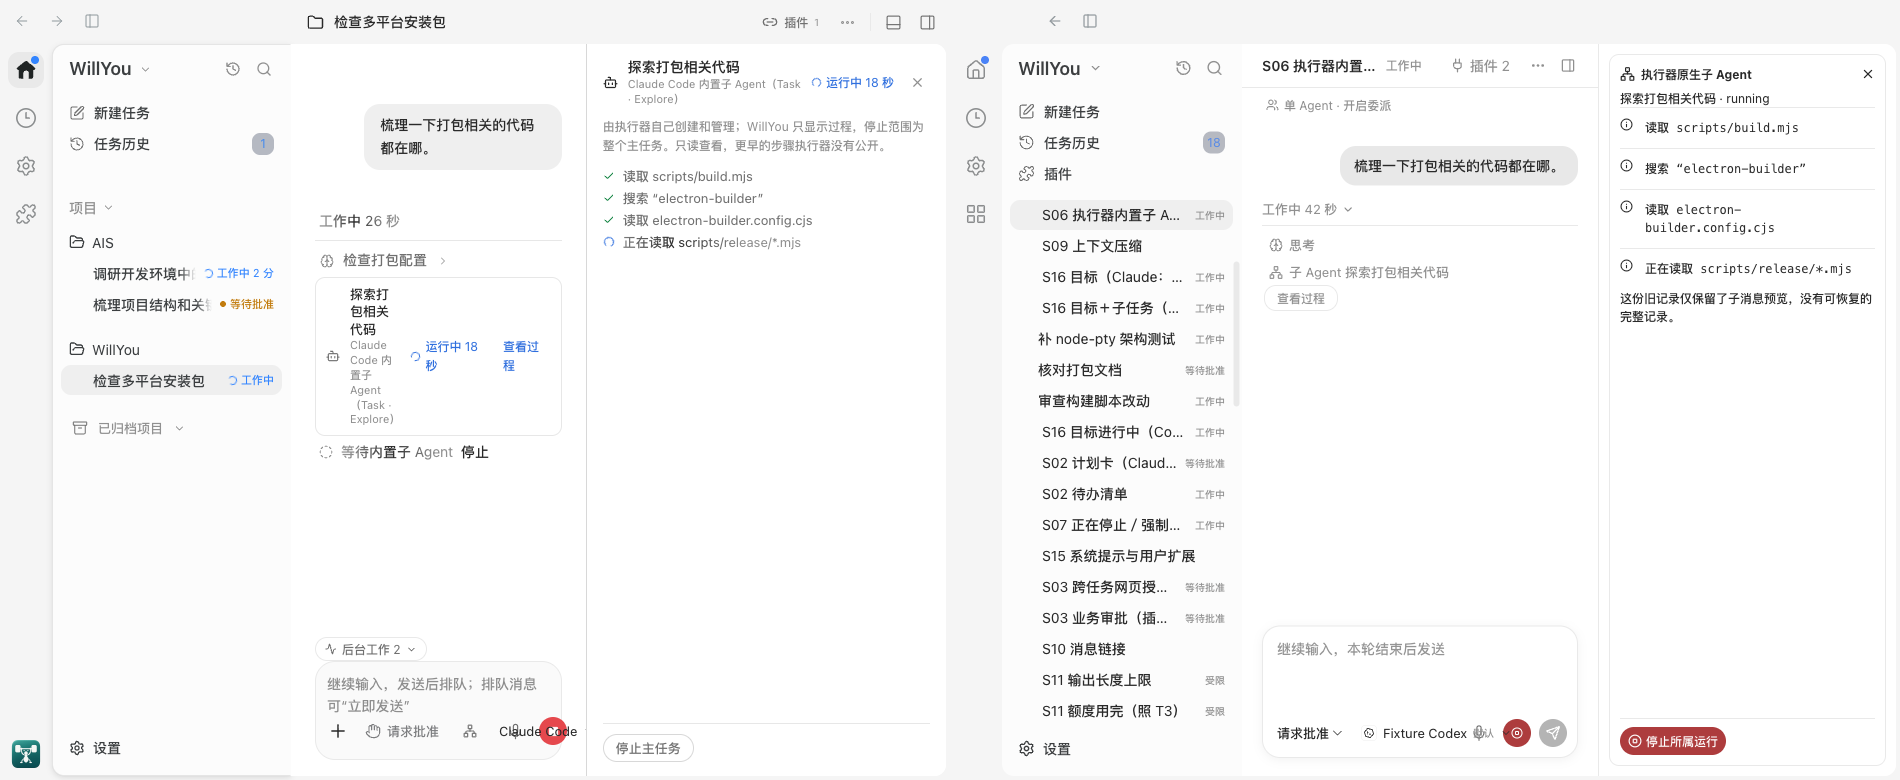 检查多平台安装包
插件 1
WillYou
新建任务
任务历史
1
项目
AIS
调研开发环境中
工作中 2 分
梳理项目结构和关
等待批准
WillYou
检查多平台安装包
工作中
已归档项目
设置
梳理一下打包相关的代码
都在哪。
工作中 26 秒
检查打包配置
探索打
包相关
代码
Claude
Code 内
置子
Agent
（Task ·
Explore）
运行中 18
秒
查看过
程
等待内置子 Agent 停止
后台工作 2
继续输入，发送后排队；排队消息
可“立即发送”
请求批准
Claude Code
探索打包相关代码
Claude Code 内置子 Agent（Task
· Explore）
运行中 18 秒
由执行器自己创建和管理；WillYou 只显示过程，停止范围为
整个主任务。只读查看，更早的步骤执行器没有公开。
读取 scripts/build.mjs
搜索 “electron-builder”
读取 electron-builder.config.cjs
正在读取 scripts/release/*.mjs
停止主任务
WillYou
新建任务
任务历史
18
插件
S06 执行器内置子 A...
工作中
S09 上下文压缩
S16 目标（Claude： ...
工作中
S16 目标＋子任务（...
工作中
补 node-pty 架构测试
工作中
核对打包文档
等待批准
审查构建脚本改动
工作中
S16 目标进行中（Co...
工作中
S02 计划卡（Claud...
等待批准
S02 待办清单
工作中
S07 正在停止 / 强制...
工作中
S15 系统提示与用户扩展
S03 跨任务网页授...
等待批准
S03 业务审批（插...
等待批准
S10 消息链接
S11 输出长度上限
受限
S11 额度用完（照 T3）
受限
设置
S06 执行器内置...
工作中
插件 2
单 Agent · 开启委派
梳理一下打包相关的代码都在哪。
工作中 42 秒
思考
子 Agent 探索打包相关代码
查看过程
继续输入，本轮结束后发送
请求批准
Fixture Codex
执行器原生子 Agent
探索打包相关代码 · running
读取 scripts/build.mjs
搜索 “electron-builder”
读取 electron-
builder.config.cjs
正在读取 scripts/release/*.mjs
这份旧记录仅保留了子消息预览，没有可恢复的
完整记录。
停止所属运行